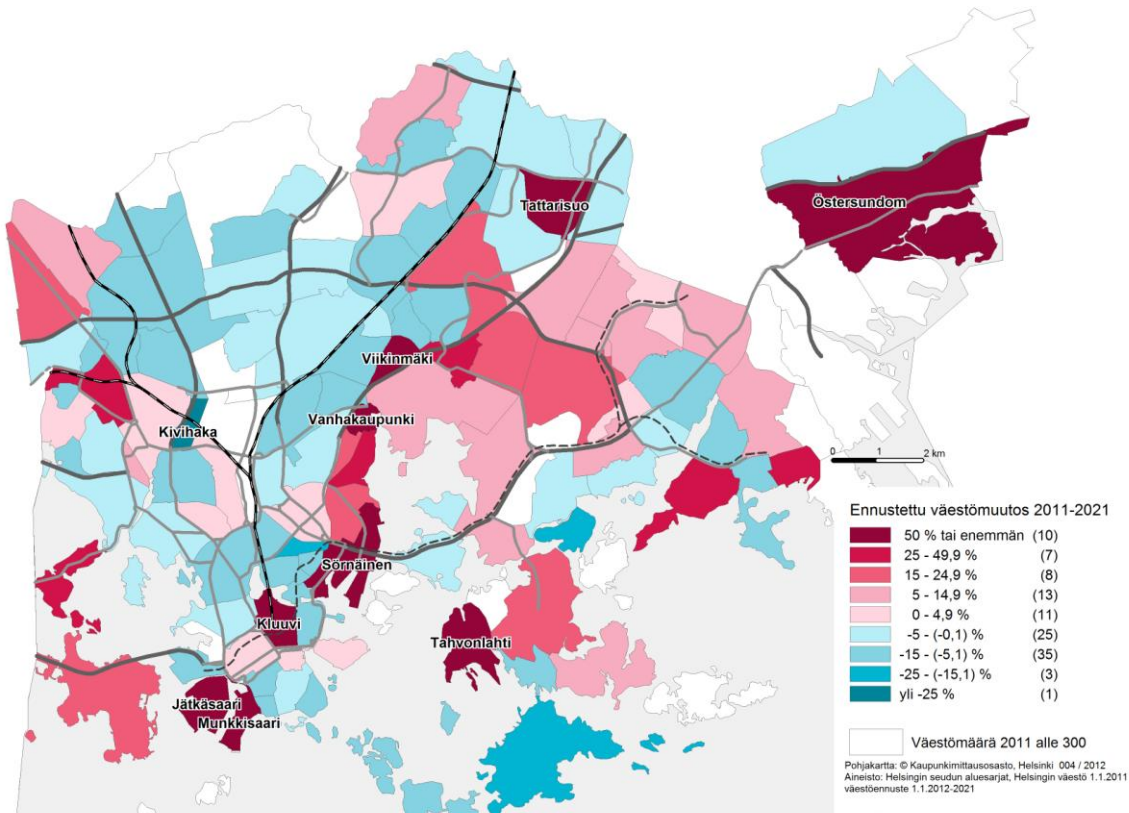 Tattarisuo
Östersundom
Viikinmäki
Vanhakaupunki
Kivihaka
Sörnäinen
Kluuvi
Tahvonlahti
Jätkäsaari
Munkkisaari
0 1 2 km
Ennustettu väestömuutos 2011-2021
50 % tai enemmän (10)
25 - 49,9 % (7)
15 - 24,9 % (8)
5 - 14,9 % (13)
0 - 4,9 % (11)
-5 - (-0,1) % (25)
-15 - (-5,1) % (35)
-25 - (-15,1) % (3)
yli -25 % (1)
Väestömäärä 2011 alle 300
Pohjakartta: © Kaupunkimittausosasto, Helsinki 004 / 2012
Aineisto: Helsingin seudun aluesarjat, Helsingin väestö 1.1.2011
väestöennuste 1.1.2012-2021